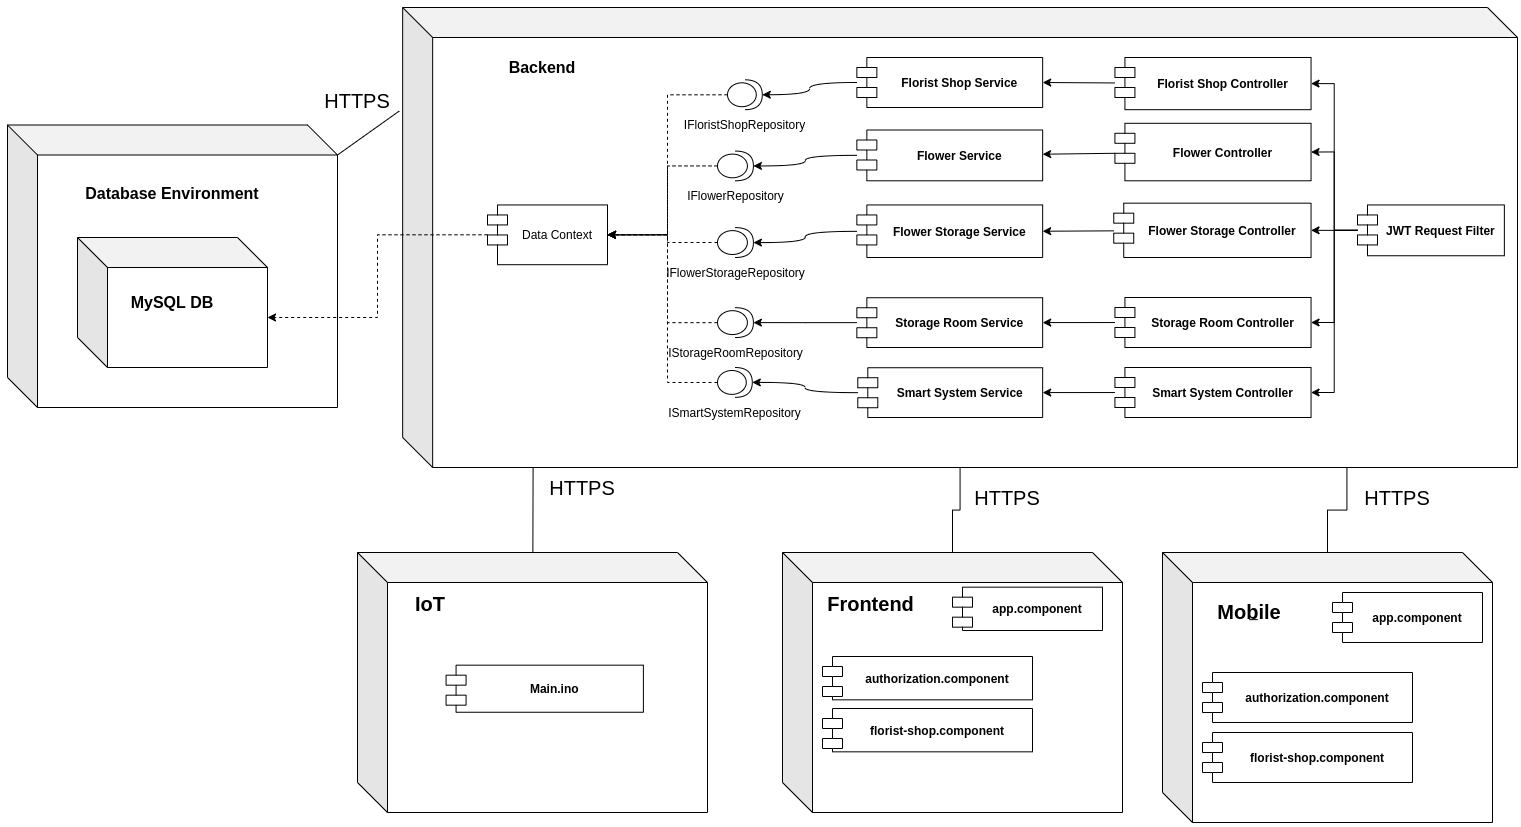 Backend
HTTPS
Database Environment
MySQL DB
Data Context
IFloristShopRepository
IFlowerRepository
IFlowerStorageRepository
IStorageRoomRepository
ISmartSystemRepository
Florist Shop Service
Flower Service
Flower Storage Service
Storage Room Service
Smart System Service
Florist Shop Controller
Flower Controller
Flower Storage Controller
Storage Room Controller
Smart System Controller
JWT Request Filter
HTTPS
HTTPS
HTTPS
IoT
Main.ino
Frontend
app.component
authorization.component
florist-shop.component
Mobile
app.component
authorization.component
florist-shop.component